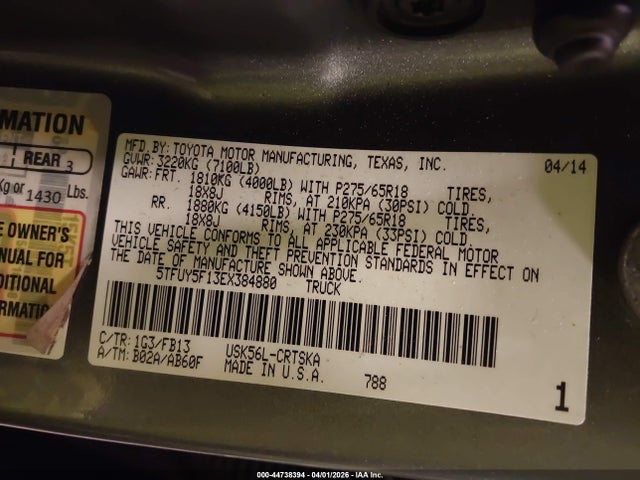 MATION
REAR 3
Kg or 1430 Lbs.
E OWNER'S
ANUAL FOR
DITIONAL
ORMATION
MFD BY: TOYOTA MOTOR MANUFACTURING, TEXAS, INC. 04/14
GVWR: 3220KG (7100LB)
GAWR: FRT. 1810KG (4000LB) WITH P275/65R18 TIRES,
18X8J RIMS, AT 210KPA (30PSI) COLD.
RR. 1880KG (4150LB) WITH P275/65R18 TIRES,
18X8J RIMS, AT 230KPA (33PSI) COLD.
THIS VEHICLE CONFORMS TO ALL APPLICABLE FEDERAL MOTOR
VEHICLE SAFETY AND THEFT PREVENTION STANDARDS IN EFFECT ON
THE DATE OF MANUFACTURE SHOWN ABOVE.
5TFUY5F13EX384880 TRUCK
C/TR: 1G3/FB13 USK56L-CRTSKA
A/TM: B02A/AB60F MADE IN U.S.A. 788
1
000-44738394 - 04/01/2026 - IAA Inc.